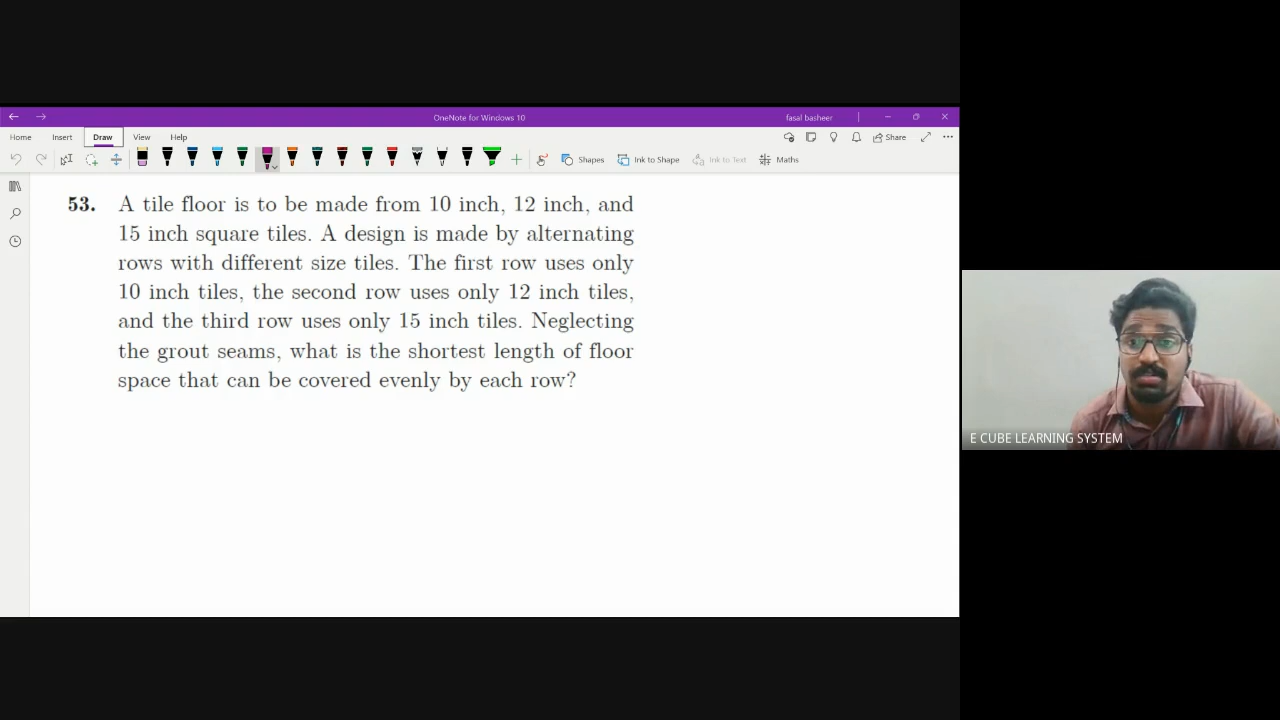 OneNote for Windows 10
fasal basheer
Home Insert Draw View Help
Share
Shapes Ink to Shape Ink to Text Maths
53. A tile floor is to be made from 10 inch, 12 inch, and
15 inch square tiles. A design is made by alternating
rows with different size tiles. The first row uses only
10 inch tiles, the second row uses only 12 inch tiles,
and the third row uses only 15 inch tiles. Neglecting
the grout seams, what is the shortest length of floor
space that can be covered evenly by each row?
E CUBE LEARNING SYSTEM